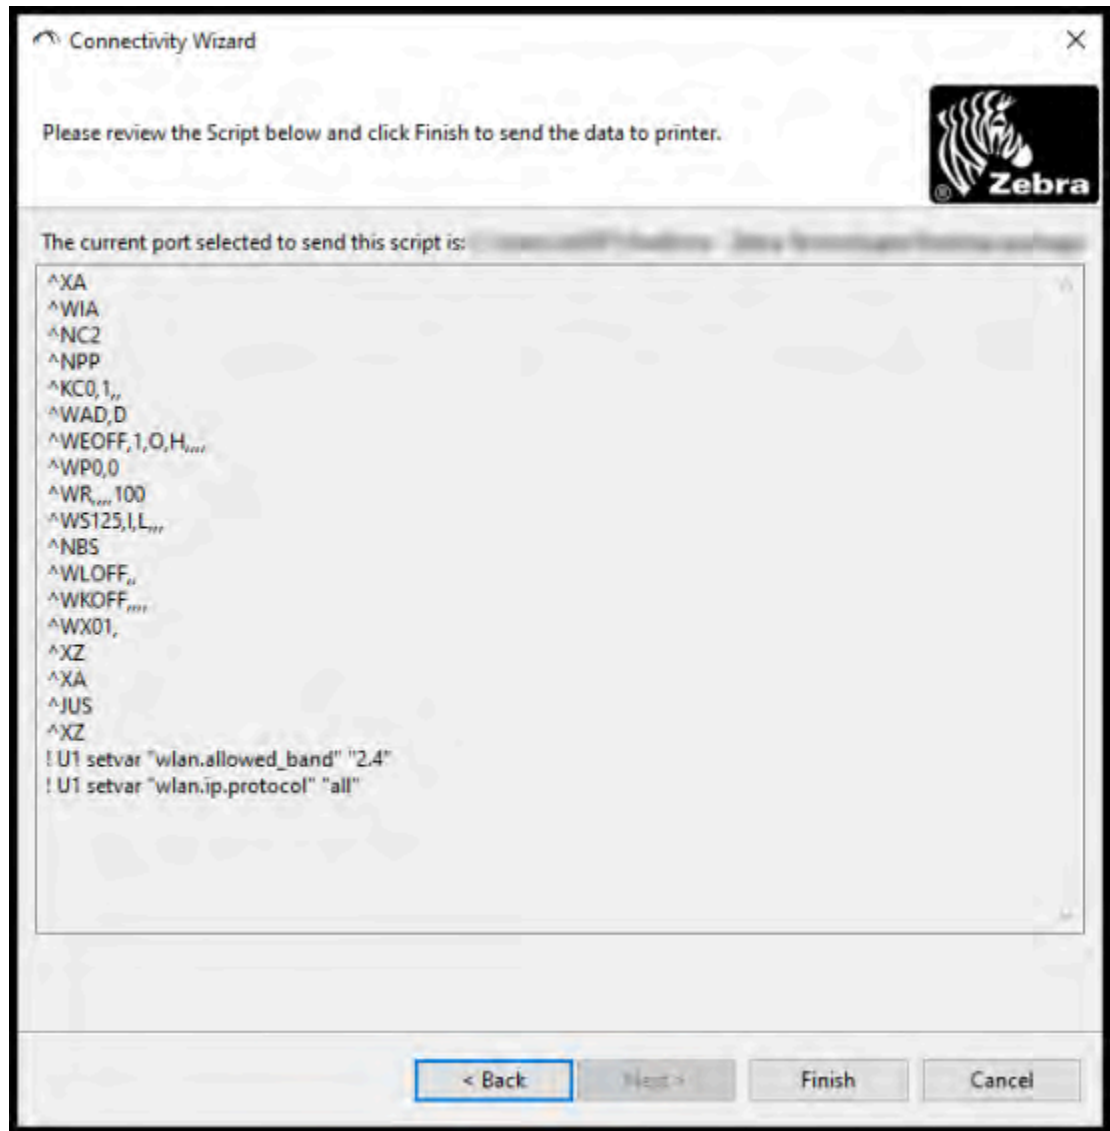 Connectivity Wizard
Please review the Script below and click Finish to send the data to printer.
® Zebra
The current port selected to send this script is:
^XA
^WIA
^NC2
^NPP
^KC0,1,,
^WAD,D
^WEOFF,1,O,H,,,,
^WP0,0
^WR,,,,100
^WS125,I,L,,,
^NBS
^WLOFF,,
^WKOFF,,,,
^WX01,
^XZ
^XA
^JUS
^XZ
! U1 setvar "wlan.allowed_band" "2.4"
! U1 setvar "wlan.ip.protocol" "all"
< Back Next > Finish Cancel